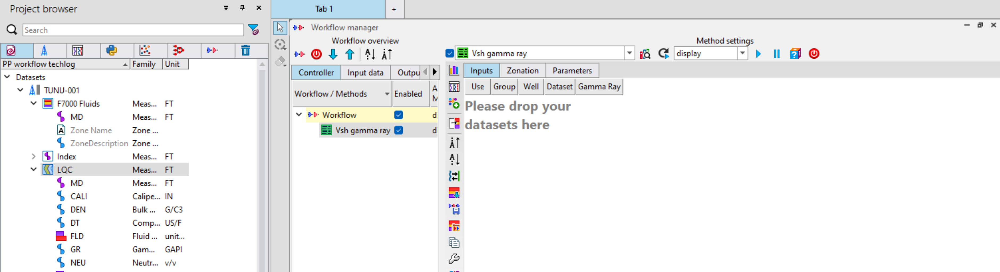 Project browser
Search
PP workflow techlog Family Unit
Datasets
TUNU-001
F7000 Fluids Meas... FT
MD Meas... FT
Zone Name Zone ...
ZoneDescription Zone ...
Index Meas... FT
LQC Meas... FT
MD Meas... FT
CALI Calipe... IN
DEN Bulk ... G/C3
DT Comp... US/F
FLD Fluid ... unit...
GR Gam... GAPI
NEU Neutr... v/v
Tab 1 +
Workflow manager
Workflow overview
Controller Input data Outpu
Workflow / Methods Enabled A
M
Workflow d
Vsh gamma ray d
Method settings
Vsh gamma ray display
Inputs Zonation Parameters
Use Group Well Dataset Gamma Ray
Please drop your
datasets here